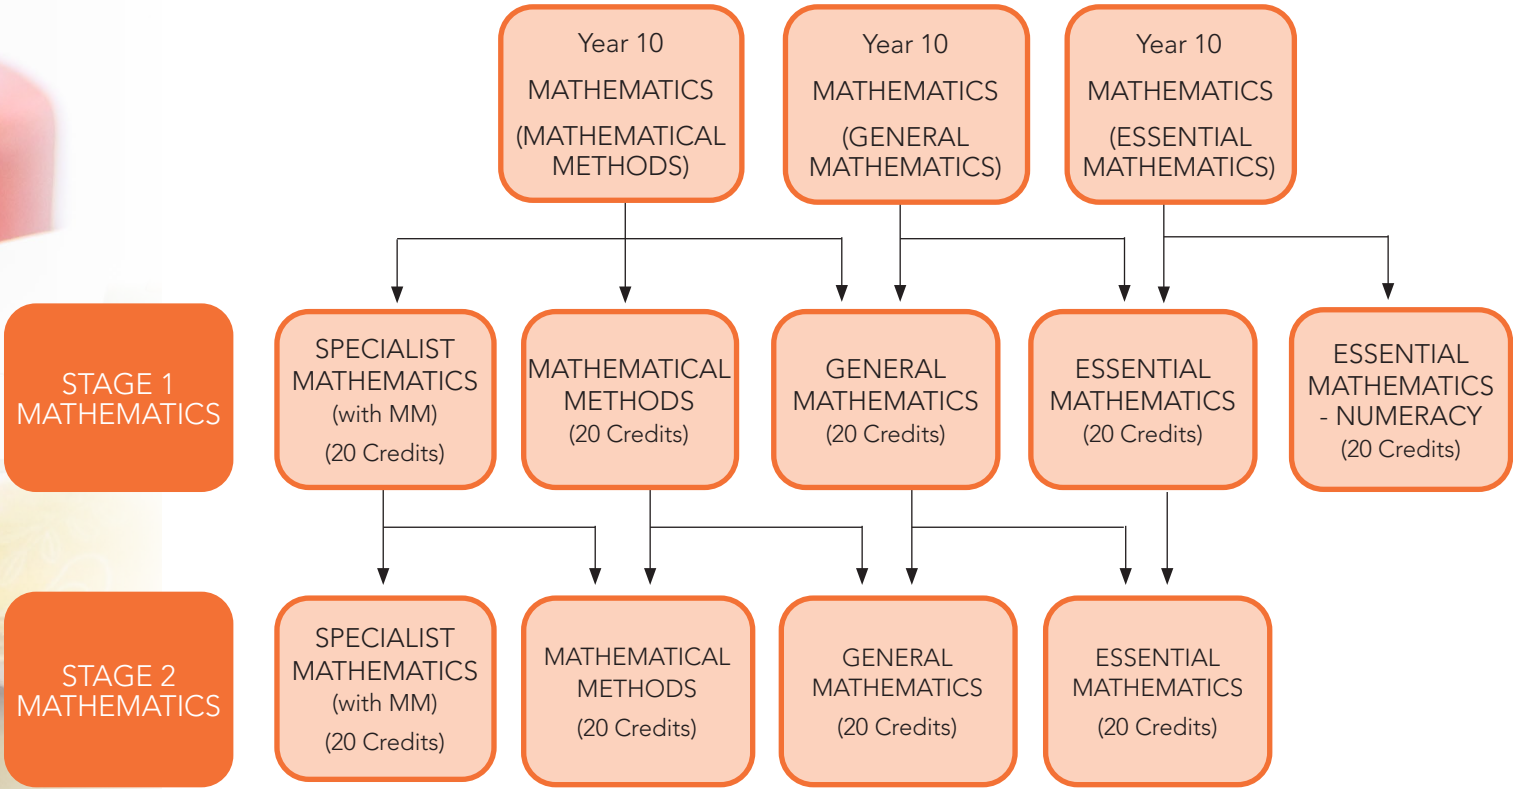 Year 10
MATHEMATICS
(MATHEMATICAL
METHODS)
Year 10
MATHEMATICS
(GENERAL
MATHEMATICS)
Year 10
MATHEMATICS
(ESSENTIAL
MATHEMATICS)
STAGE 1
MATHEMATICS
SPECIALIST
MATHEMATICS
(with MM)
(20 Credits)
MATHEMATICAL
METHODS
(20 Credits)
GENERAL
MATHEMATICS
(20 Credits)
ESSENTIAL
MATHEMATICS
(20 Credits)
ESSENTIAL
MATHEMATICS
- NUMERACY
(20 Credits)
STAGE 2
MATHEMATICS
SPECIALIST
MATHEMATICS
(with MM)
(20 Credits)
MATHEMATICAL
METHODS
(20 Credits)
GENERAL
MATHEMATICS
(20 Credits)
ESSENTIAL
MATHEMATICS
(20 Credits)